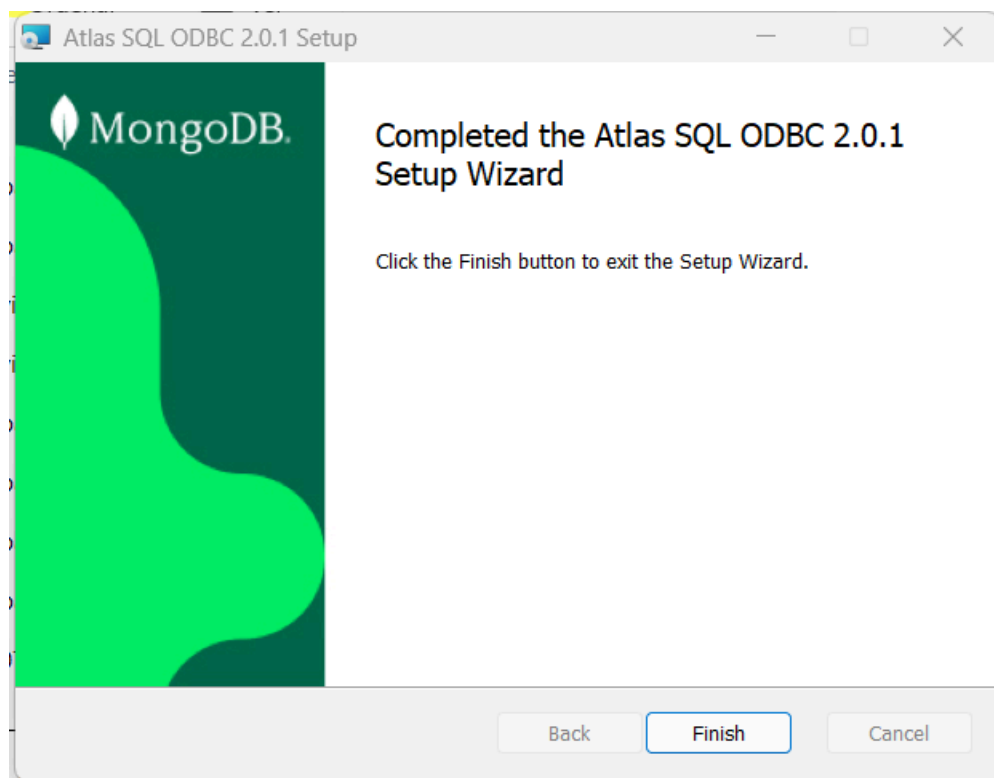 Atlas SQL ODBC 2.0.1 Setup
MongoDB.
Completed the Atlas SQL ODBC 2.0.1
Setup Wizard
Click the Finish button to exit the Setup Wizard.
Back
Finish
Cancel